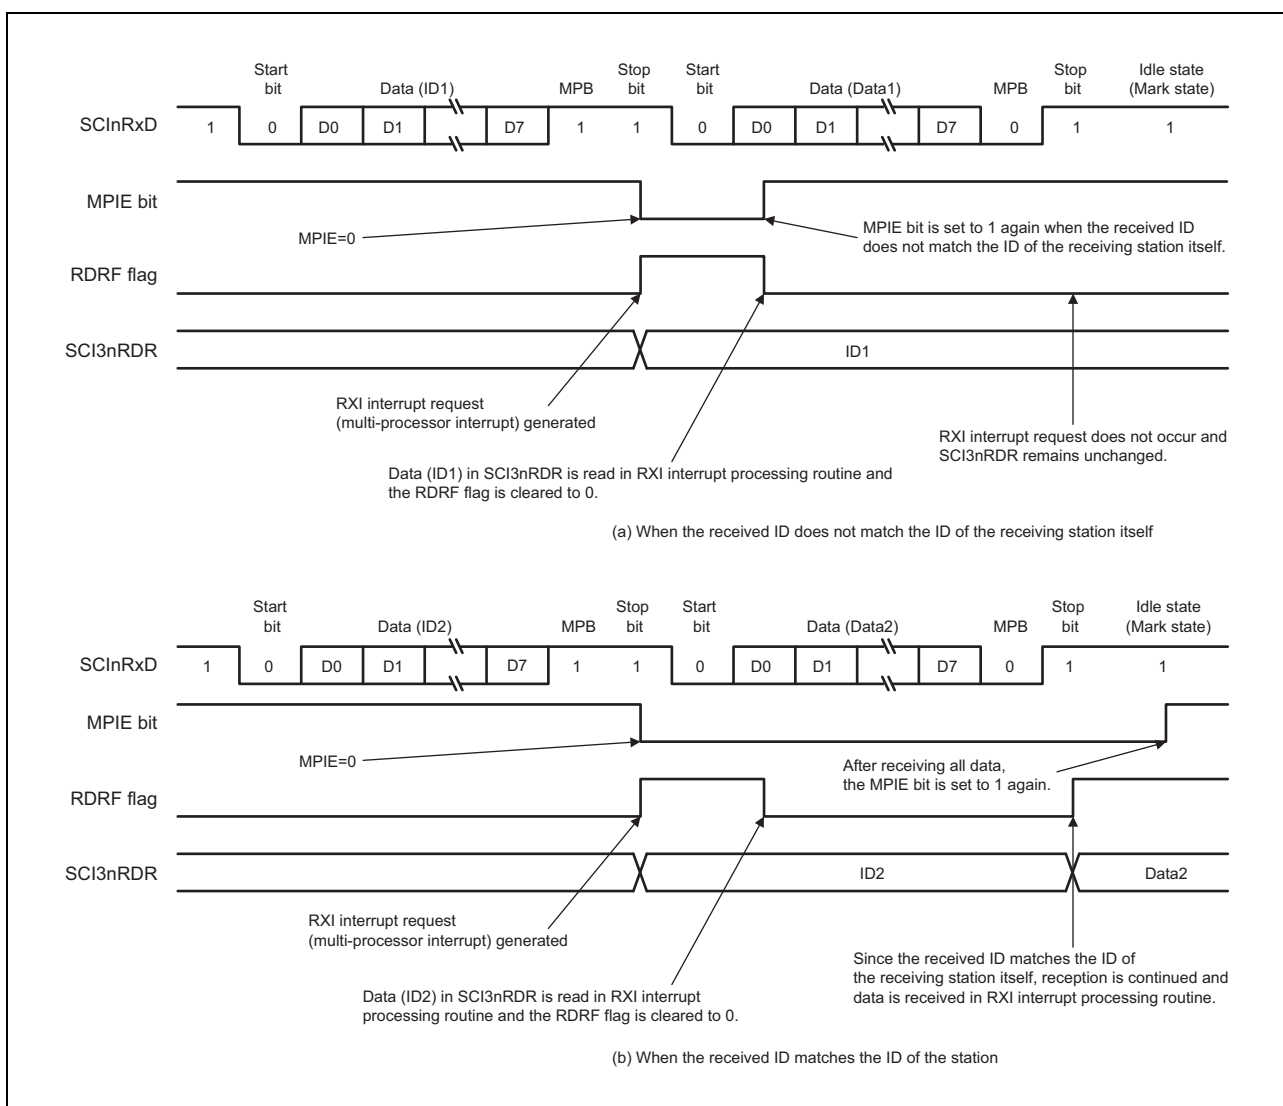 Start Stop Start Stop Idle state
bit Data (ID1) MPB bit bit Data (Data1) MPB bit (Mark state)
SCInRxD 1 0 D0 D1 D7 1 1 0 D0 D1 D7 0 1 1
MPIE bit
MPIE=0
MPIE bit is set to 1 again when the received ID
does not match the ID of the receiving station itself.
RDRF flag
SCI3nRDR ID1
RXI interrupt request
(multi-processor interrupt) generated
RXI interrupt request does not occur and
SCI3nRDR remains unchanged.
Data (ID1) in SCI3nRDR is read in RXI interrupt processing routine and
the RDRF flag is cleared to 0.
(a) When the received ID does not match the ID of the receiving station itself
Start Stop Start Stop Idle state
bit Data (ID2) MPB bit bit Data (Data2) MPB bit (Mark state)
SCInRxD 1 0 D0 D1 D7 1 1 0 D0 D1 D7 0 1 1
MPIE bit
MPIE=0
After receiving all data,
the MPIE bit is set to 1 again.
RDRF flag
SCI3nRDR ID2 Data2
RXI interrupt request
(multi-processor interrupt) generated
Since the received ID matches the ID of
the receiving station itself, reception is continued and
data is received in RXI interrupt processing routine.
Data (ID2) in SCI3nRDR is read in RXI interrupt
processing routine and the RDRF flag is cleared to 0.
(b) When the received ID matches the ID of the station